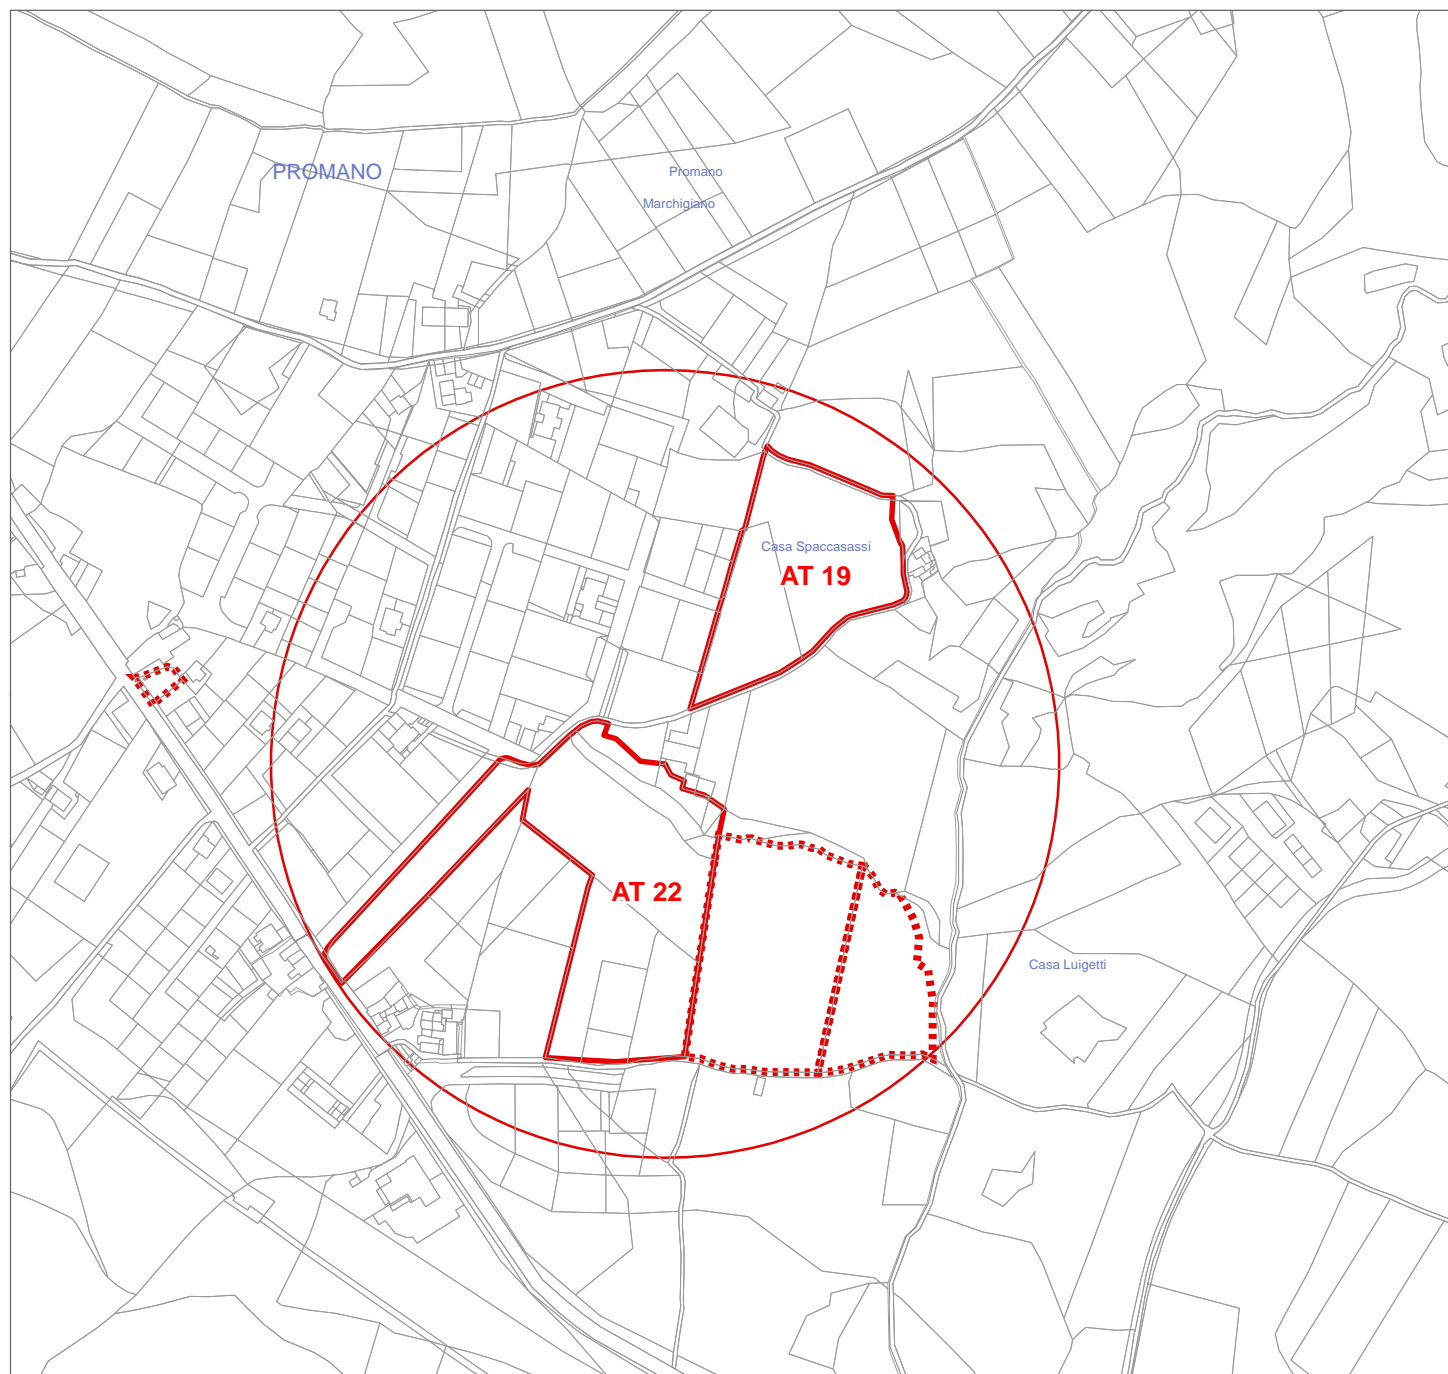 PROMANO
Promano
Marchigiano
Casa Spaccasassi
AT 19
AT 22
Casa Luigetti